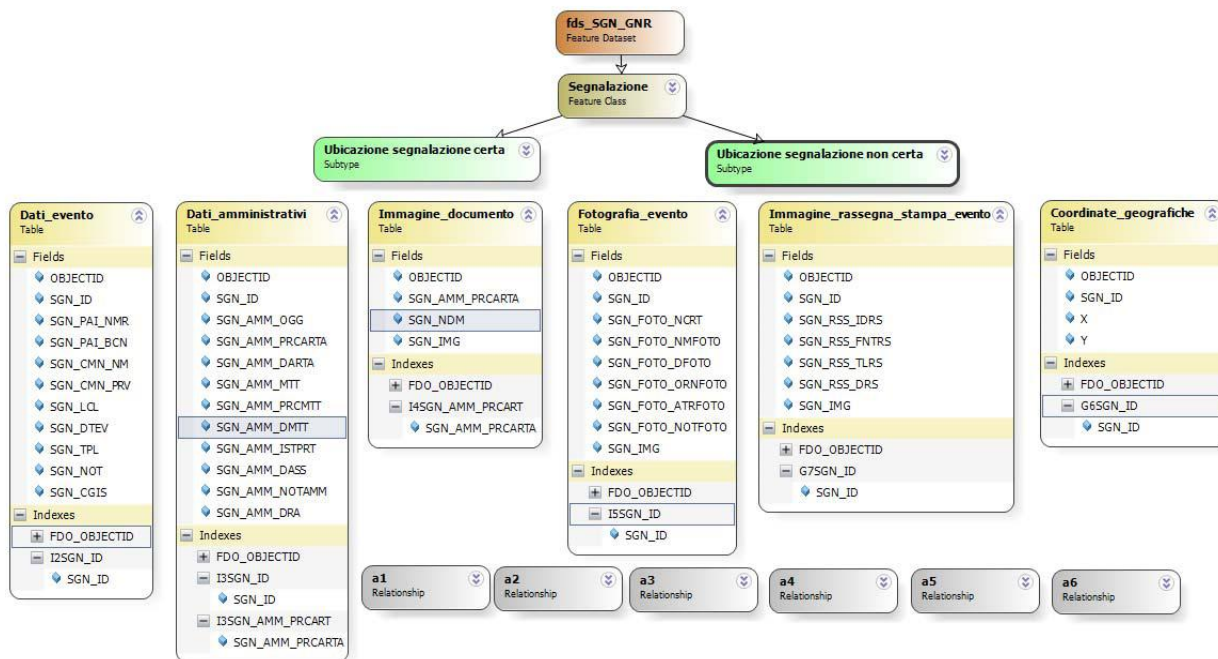 fds_SGN_GNR
Feature Dataset
Segnalazione
Feature Class
Ubicazione segnalazione certa
Subtype
Ubicazione segnalazione non certa
Subtype
Dati_evento
Table
Fields
OBJECTID
SGN_ID
SGN_PAI_NMR
SGN_PAI_BCN
SGN_CMN_NM
SGN_CMN_PRV
SGN_LCL
SGN_DTEV
SGN_TPL
SGN_NOT
SGN_CGIS
Indexes
FDO_OBJECTID
I2SGN_ID
SGN_ID
Dati_amministrativi
Table
Fields
OBJECTID
SGN_ID
SGN_AMM_OGG
SGN_AMM_PRCARTA
SGN_AMM_DARTA
SGN_AMM_MTT
SGN_AMM_PRCMTT
SGN_AMM_DMTT
SGN_AMM_ISTPRT
SGN_AMM_DASS
SGN_AMM_NOTAMM
SGN_AMM_DRA
Indexes
FDO_OBJECTID
I3SGN_ID
SGN_ID
I3SGN_AMM_PRCART
SGN_AMM_PRCARTA
Immagine_documento
Table
Fields
OBJECTID
SGN_AMM_PRCARTA
SGN_NDM
SGN_IMG
Indexes
FDO_OBJECTID
I4SGN_AMM_PRCART
SGN_AMM_PRCARTA
Fotografia_evento
Table
Fields
OBJECTID
SGN_ID
SGN_FOTO_NCRT
SGN_FOTO_NMFOTO
SGN_FOTO_DFOTO
SGN_FOTO_ORNFOTO
SGN_FOTO_ATRFOTO
SGN_FOTO_NOTFOTO
SGN_IMG
Indexes
FDO_OBJECTID
I5SGN_ID
SGN_ID
Immagine_rassegna_stampa_evento
Table
Fields
OBJECTID
SGN_ID
SGN_RSS_IDRS
SGN_RSS_FNTRS
SGN_RSS_TLRS
SGN_RSS_DRS
SGN_IMG
Indexes
FDO_OBJECTID
G7SGN_ID
SGN_ID
Coordinate_geografiche
Table
Fields
OBJECTID
SGN_ID
X
Y
Indexes
FDO_OBJECTID
G6SGN_ID
SGN_ID
a1
Relationship
a2
Relationship
a3
Relationship
a4
Relationship
a5
Relationship
a6
Relationship